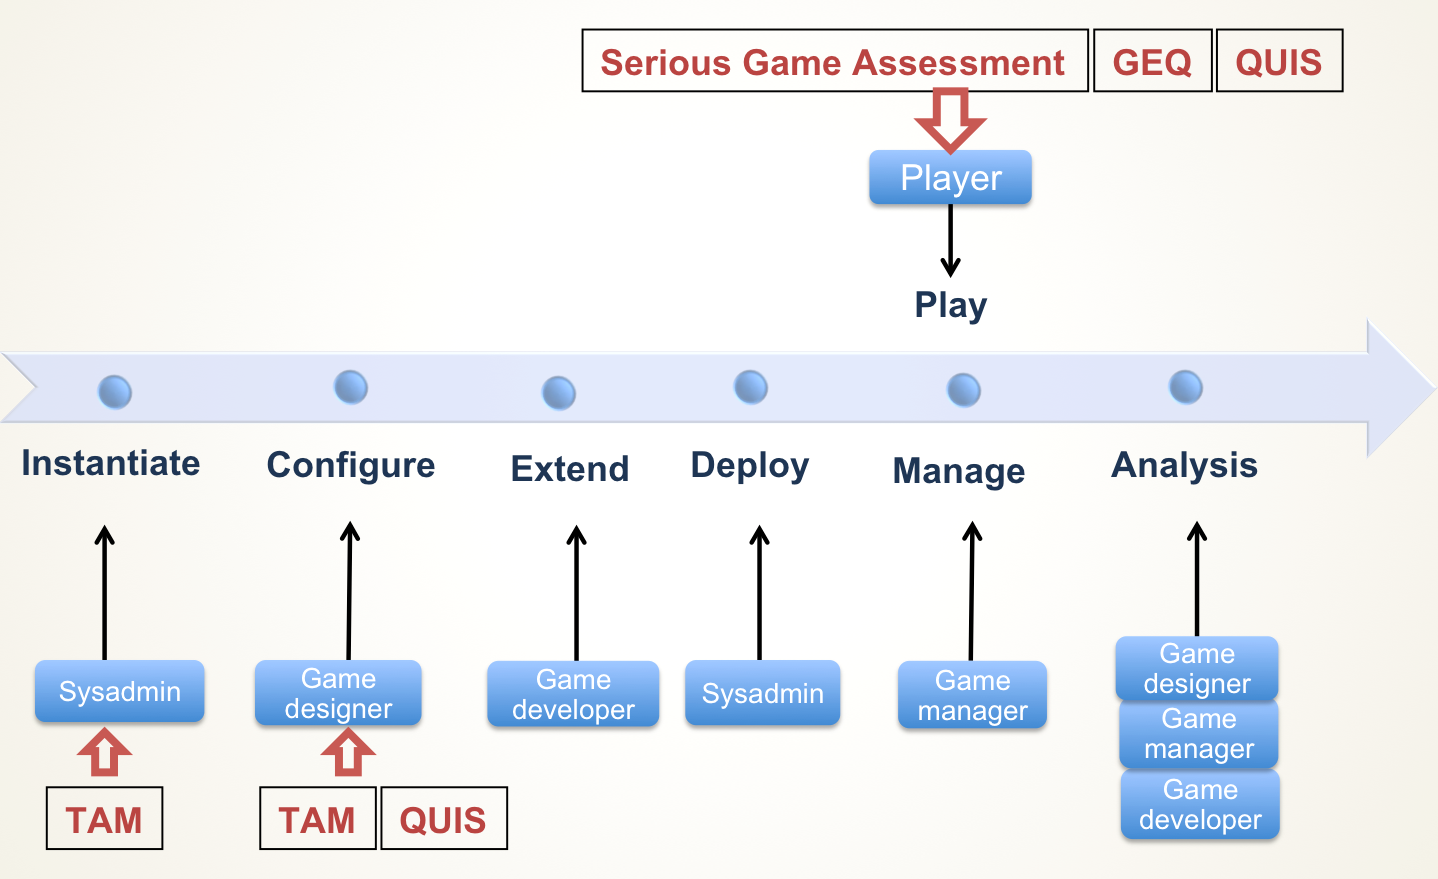 Serious Game Assessment GEQ QUIS
Player
Play
Instantiate Configure Extend Deploy Manage Analysis
Sysadmin
Game
designer
Game
developer
Sysadmin
Game
manager
Game
designer
Game
manager
Game
developer
TAM
TAM QUIS